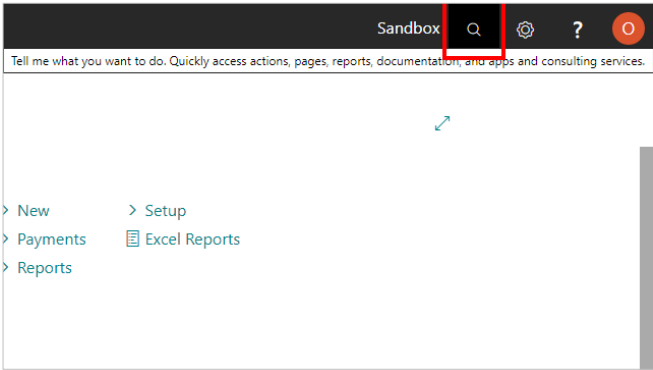 Sandbox ? O
Tell me what you want to do. Quickly access actions, pages, reports, documentation, and apps and consulting services.
> New > Setup
> Payments Excel Reports
> Reports